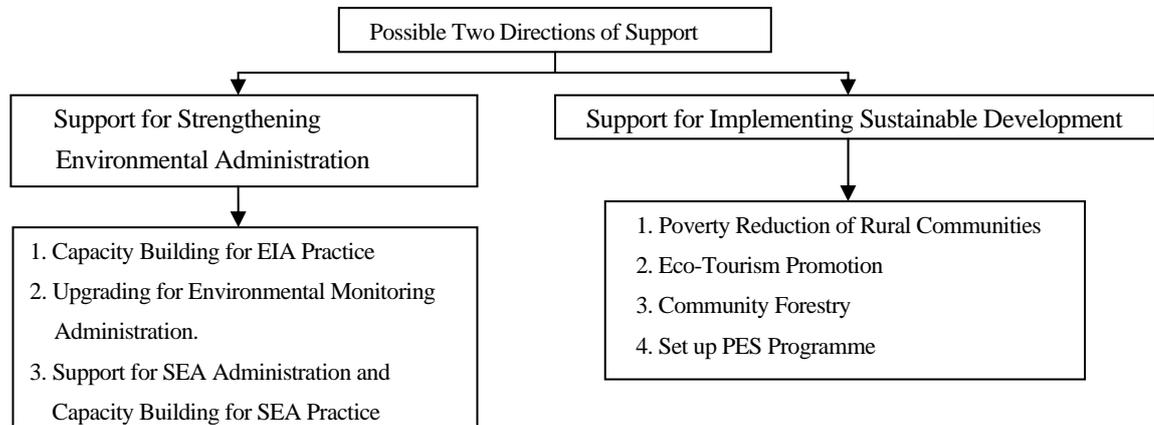 Possible Two Directions of Support
Support for Strengthening
Environmental Administration
Support for Implementing Sustainable Development
1. Capacity Building for EIA Practice
2. Upgrading for Environmental Monitoring
Administration.
3. Support for SEA Administration and
Capacity Building for SEA Practice
1. Poverty Reduction of Rural Communities
2. Eco-Tourism Promotion
3. Community Forestry
4. Set up PES Programme